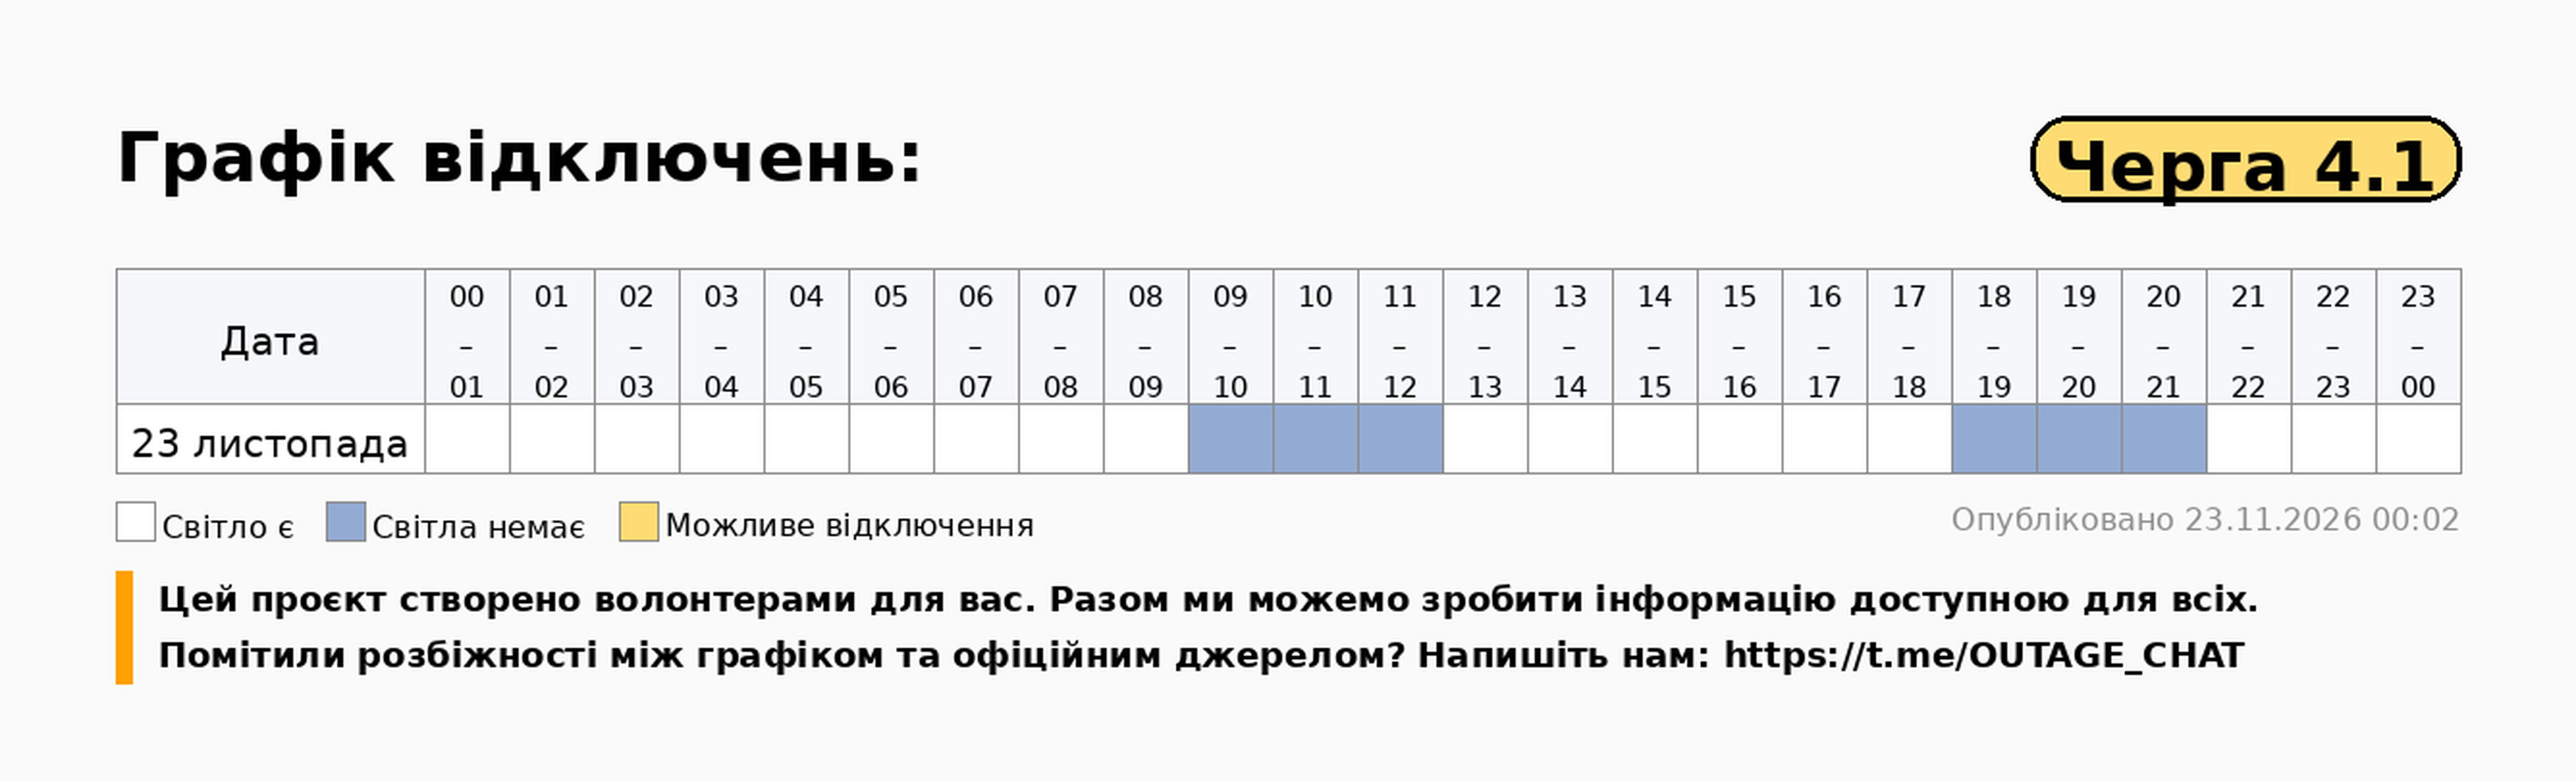 Графік відключень:
Черга 4.1
Дата 00 – 01 01 – 02 02 – 03 03 – 04 04 – 05 05 – 06 06 – 07 07 – 08 08 – 09 09 – 10 10 – 11 11 – 12 12 – 13 13 – 14 14 – 15 15 – 16 16 – 17 17 – 18 18 – 19 19 – 20 20 – 21 21 – 22 22 – 23 23 – 00
23 листопада
Світло є Світла немає Можливе відключення
Опубліковано 23.11.2026 00:02
Цей проєкт створено волонтерами для вас. Разом ми можемо зробити інформацію доступною для всіх.
Помітили розбіжності між графіком та офіційним джерелом? Напишіть нам: https://t.me/OUTAGE_CHAT